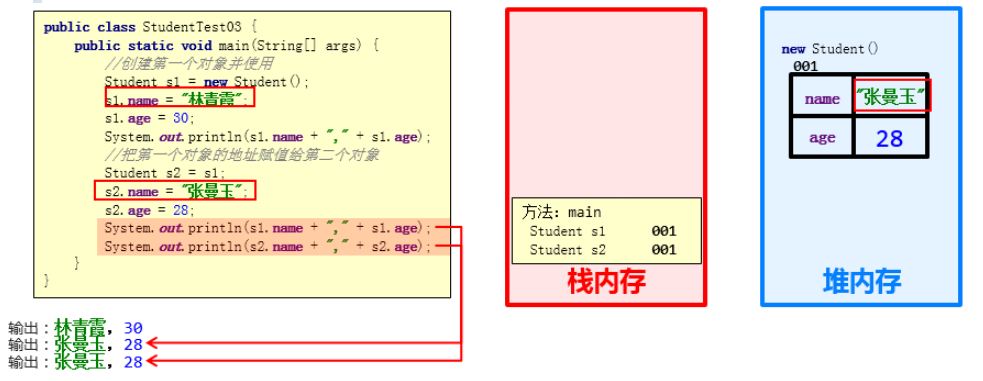 public class StudentTest03 {
public static void main(String[] args) {
//创建第一个对象并使用
Student s1 = new Student();
s1.name = "林青霞";
s1.age = 30;
System.out.println(s1.name + "," + s1.age);
//把第一个对象的地址赋值给第二个对象
Student s2 = s1;
s2.name = "张曼玉";
s2.age = 28;
System.out.println(s1.name + "," + s1.age);
System.out.println(s2.name + "," + s2.age);
}
}
输出：林青霞，30
输出：张曼玉，28
输出：张曼玉，28
方法：main
Student s1 001
Student s2 001
栈内存
new Student()
001
name "张曼玉"
age 28
堆内存